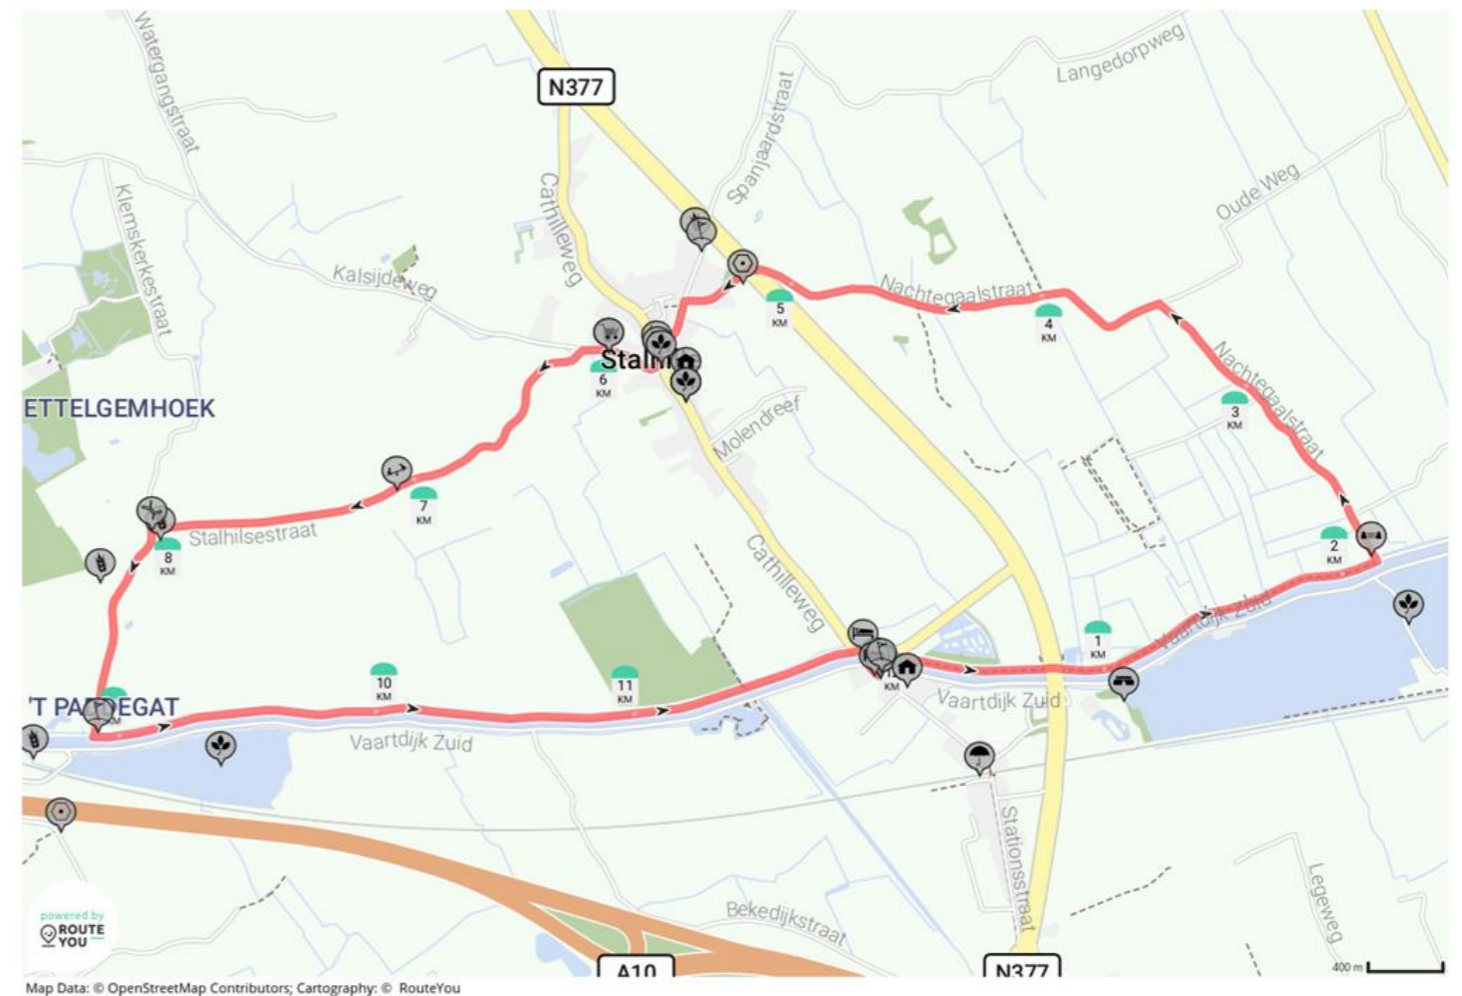 Watergangstraat
N377
Langedorpweg
Spanjaardstraat
Oude Weg
Klemskerkestraat
Cathilleweg
Kalsijdeweg
Nachtegaalstraat
5
KM
4
KM
Nachtegaalstraat
3
KM
6
KM
ETTELGEMHOEK
Molendreef
7
KM
Stalhilsestraat
8
KM
Cathilleweg
2
KM
1
KM
Vaartdijk Zuid
10
KM
11
KM
KM
'T PA DEGAT
KM
Vaartdijk Zuid
Vaartdijk Zuid
Stationsstraat
Legeweg
Bekedijkstraat
powered by
ROUTE
YOU
A10
N377
400 m
Map Data: © OpenStreetMap Contributors; Cartography: © RouteYou